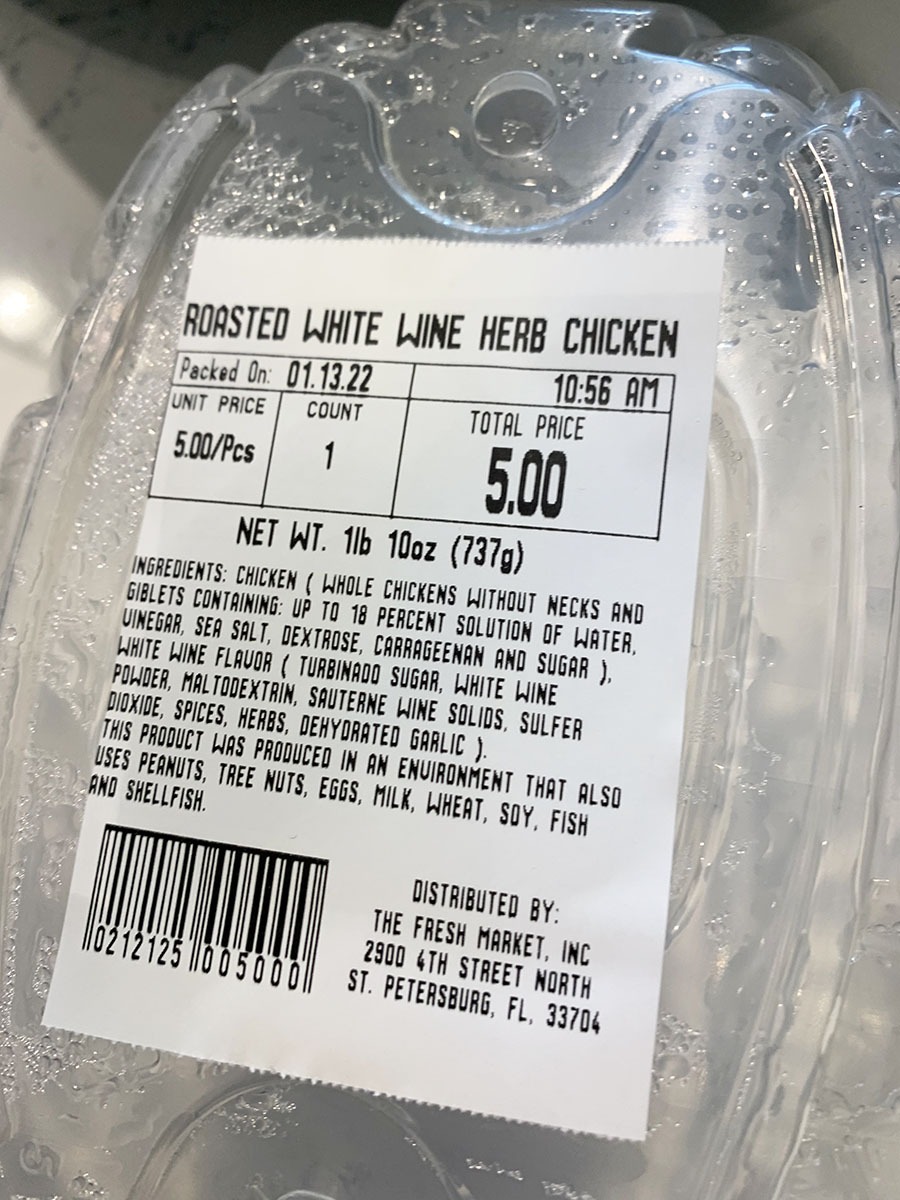 ROASTED WHITE WINE HERB CHICKEN
Packed On: 01.13.22 10:56 AM
UNIT PRICE COUNT TOTAL PRICE
5.00/Pcs 1 5.00
NET WT. 1lb 10oz (737g)
INGREDIENTS: CHICKEN ( WHOLE CHICKENS WITHOUT NECKS AND
GIBLETS CONTAINING: UP TO 18 PERCENT SOLUTION OF WATER,
VINEGAR, SEA SALT, DEXTROSE, CARRAGEENAN AND SUGAR ),
WHITE WINE FLAVOR ( TURBINADO SUGAR, WHITE WINE
POWDER, MALTODEXTRIN, SAUTERNE WINE SOLIDS, SULFER
DIOXIDE, SPICES, HERBS, DEHYDRATED GARLIC ).
THIS PRODUCT WAS PRODUCED IN AN ENVIRONMENT THAT ALSO
USES PEANUTS, TREE NUTS, EGGS, MILK, WHEAT, SOY, FISH
AND SHELLFISH.
0212125 005000
DISTRIBUTED BY:
THE FRESH MARKET, INC
2900 4TH STREET NORTH
ST. PETERSBURG, FL, 33704